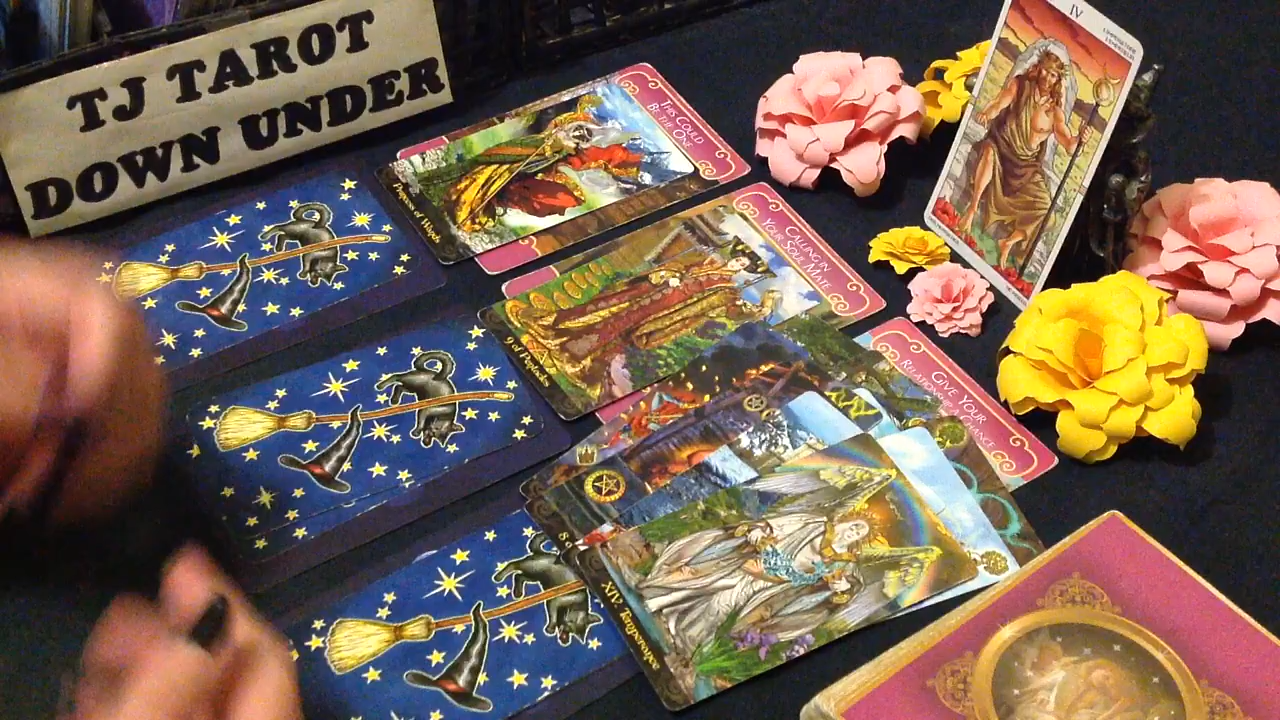 TJ TAROT
DOWN UNDER
THIS COULD
BE THE ONE
Princess of Wands
CALLING IN
YOUR SOUL MATE
9 of Pentacles
GIVE YOUR
RELATIONSHIP A CHANCE
8
XIV Temperance
IV